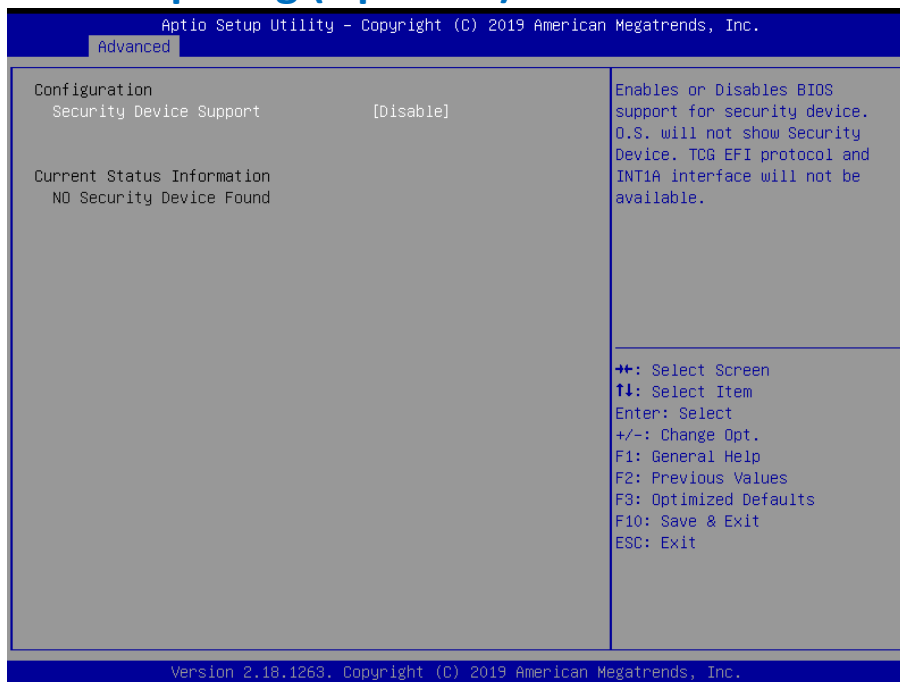 Aptio Setup Utility – Copyright (C) 2019 American Megatrends, Inc.
Advanced
Configuration
Security Device Support [Disable]
Current Status Information
NO Security Device Found
Enables or Disables BIOS
support for security device.
O.S. will not show Security
Device. TCG EFI protocol and
INT1A interface will not be
available.
→←: Select Screen
↑↓: Select Item
Enter: Select
+/-: Change Opt.
F1: General Help
F2: Previous Values
F3: Optimized Defaults
F10: Save & Exit
ESC: Exit
Version 2.18.1263. Copyright (C) 2019 American Megatrends, Inc.